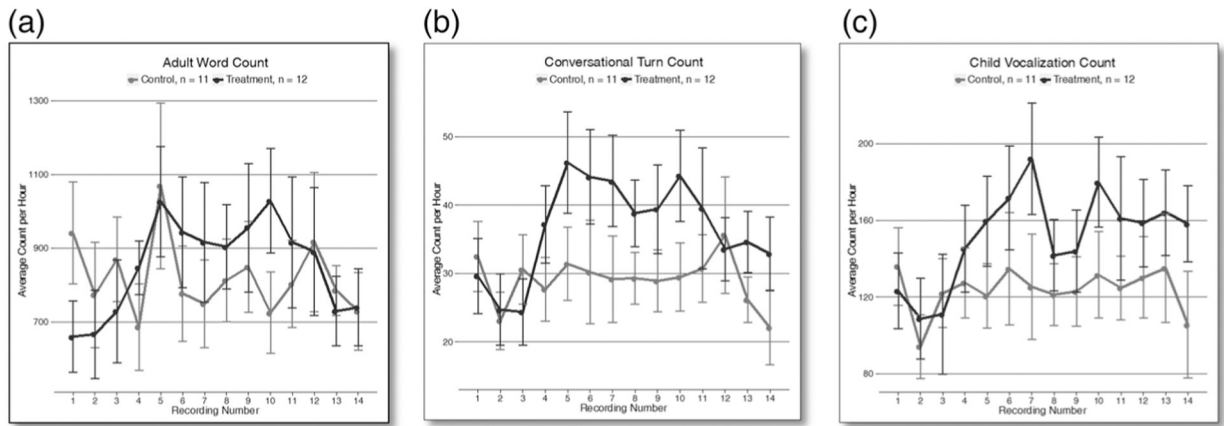 (a)
Adult Word Count
Control, n = 11 Treatment, n = 12
Average Count per Hour
1300
1100
900
700
1 2 3 4 5 6 7 8 9 10 11 12 13 14
Recording Number
(b)
Conversational Turn Count
Control, n = 11 Treatment, n = 12
Average Count per Hour
50
40
30
20
1 2 3 4 5 6 7 8 9 10 11 12 13 14
Recording Number
(c)
Child Vocalization Count
Control, n = 11 Treatment, n = 12
Average Count per Hour
200
160
120
80
1 2 3 4 5 6 7 8 9 10 11 12 13 14
Recording Number